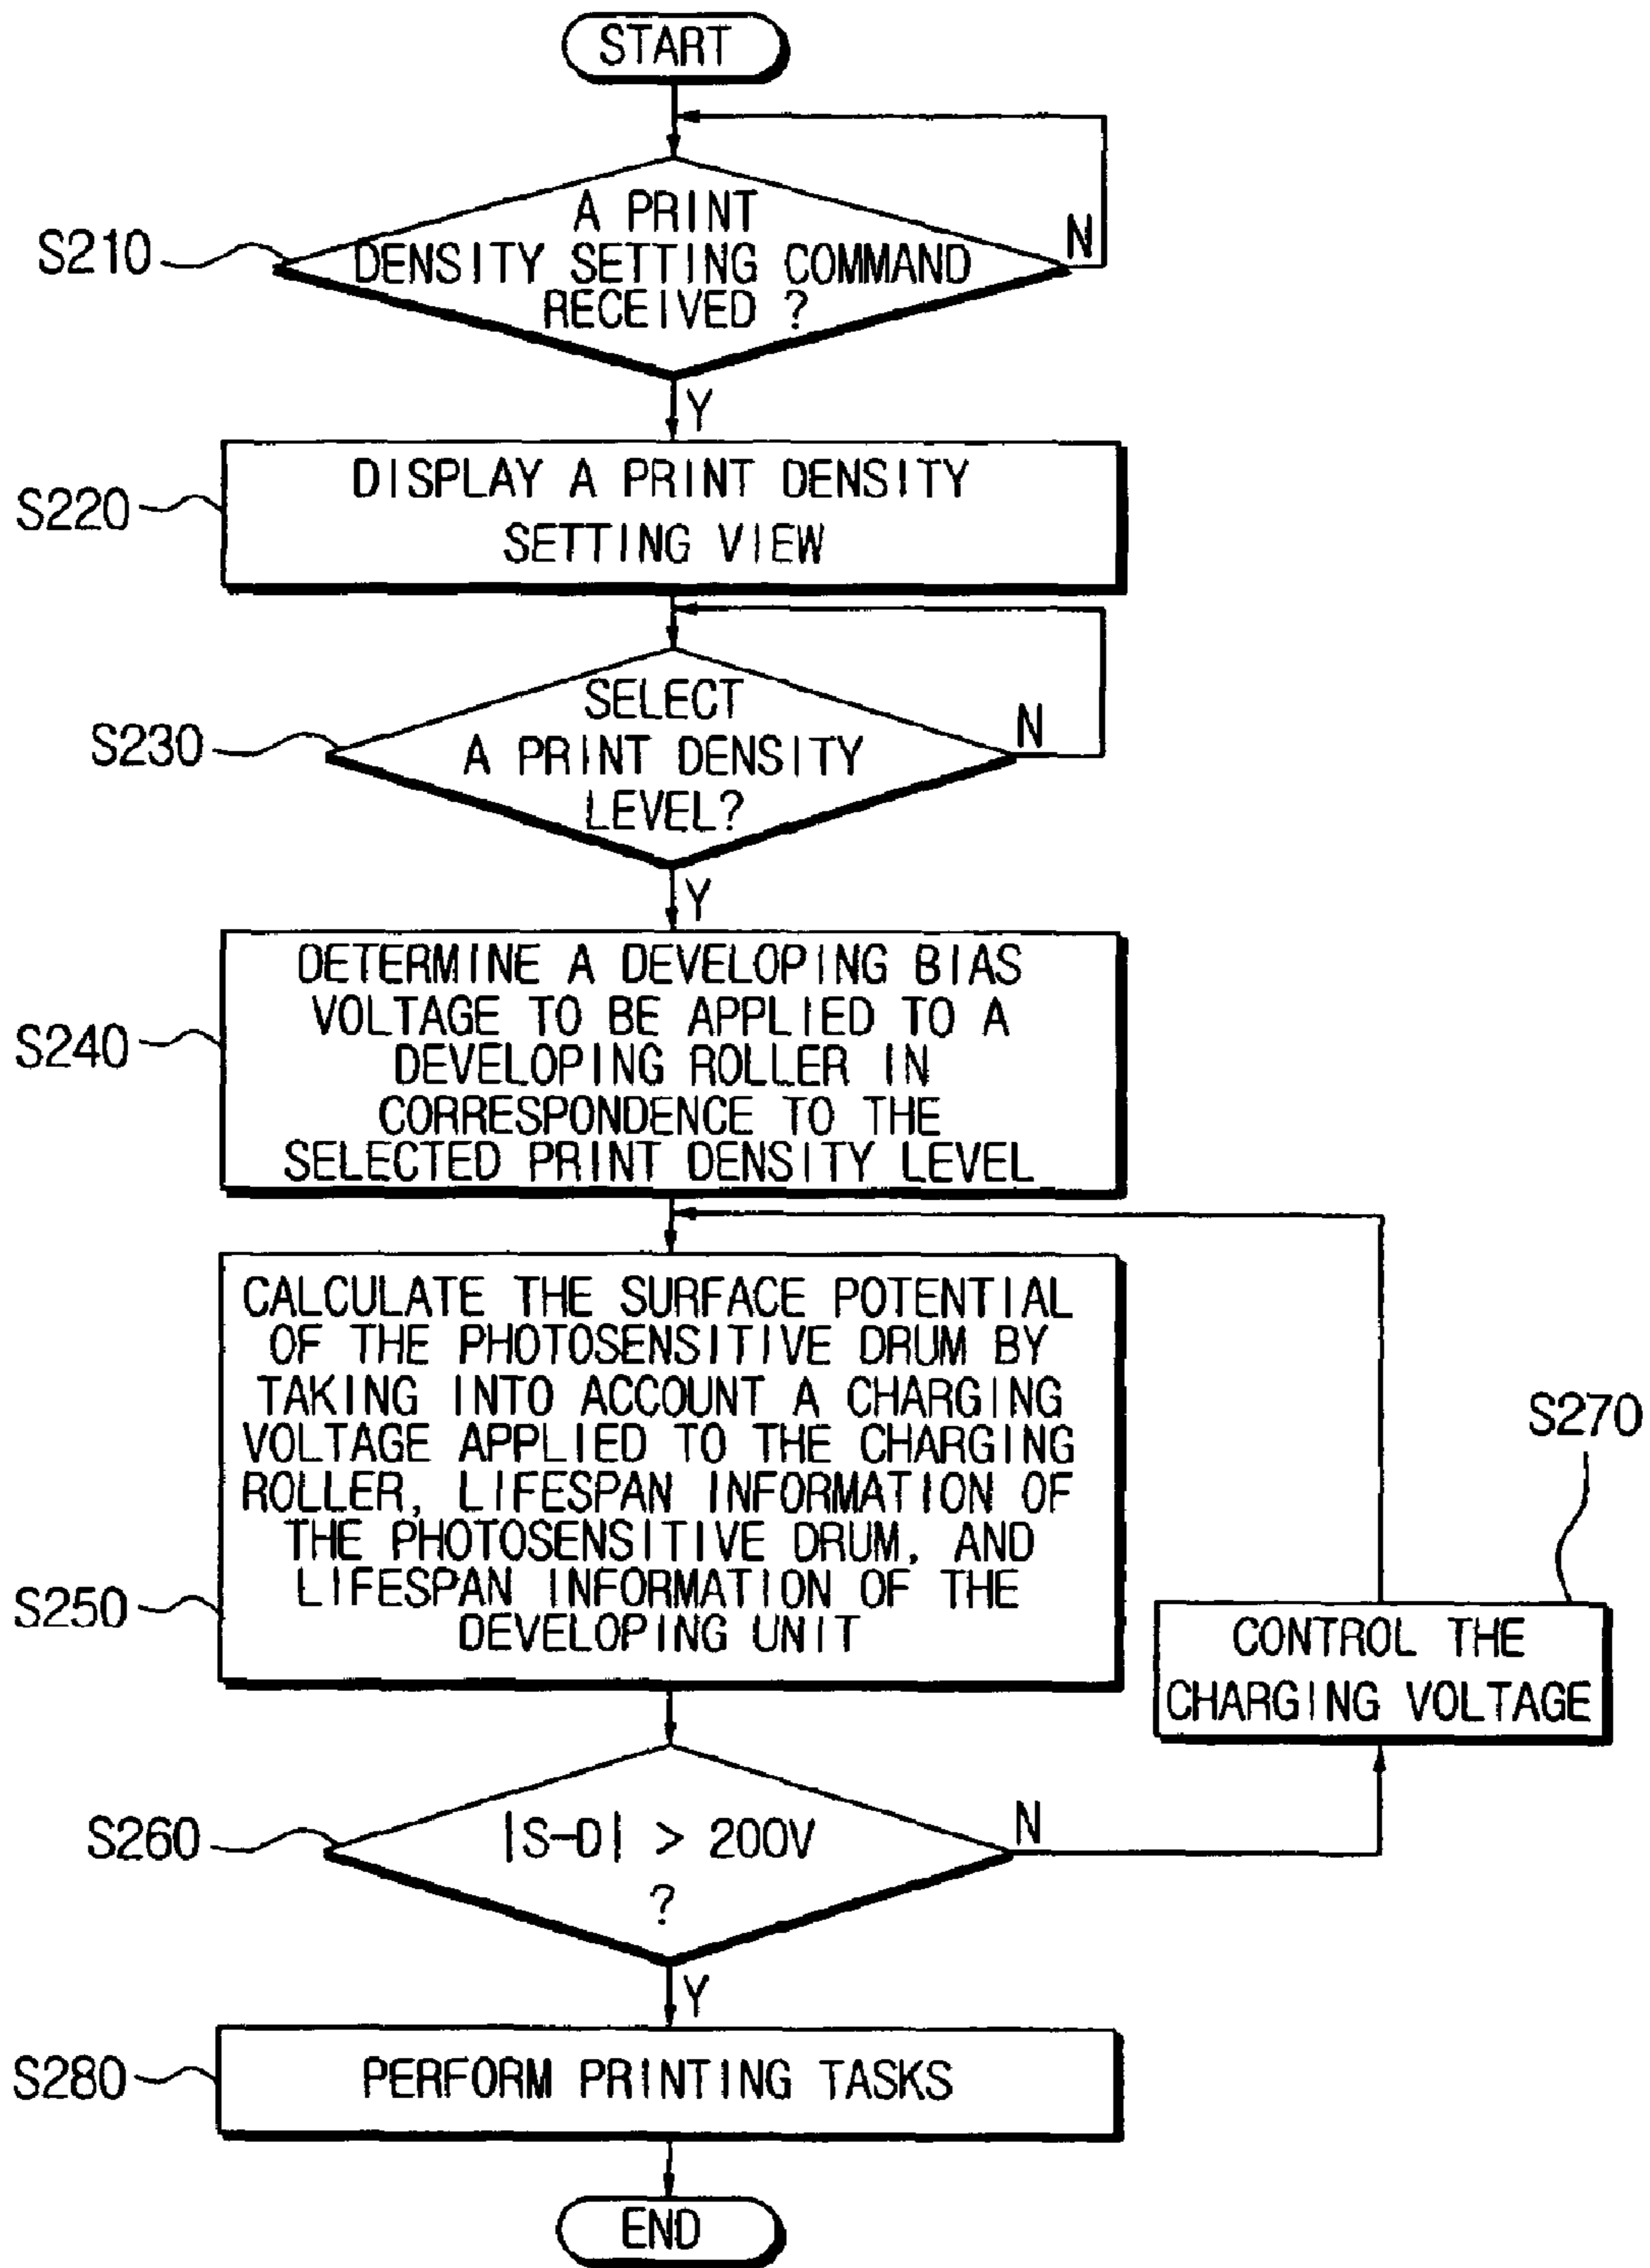 START
A PRINT
DENSITY SETTING COMMAND
RECEIVED ?
N
S210
Y
DISPLAY A PRINT DENSITY
SETTING VIEW
S220
SELECT
A PRINT DENSITY
LEVEL?
N
S230
Y
DETERMINE A DEVELOPING BIAS
VOLTAGE TO BE APPLIED TO A
DEVELOPING ROLLER IN
CORRESPONDENCE TO THE
SELECTED PRINT DENSITY LEVEL
S240
CALCULATE THE SURFACE POTENTIAL
OF THE PHOTOSENSITIVE DRUM BY
TAKING INTO ACCOUNT A CHARGING
VOLTAGE APPLIED TO THE CHARGING
ROLLER, LIFESPAN INFORMATION OF
THE PHOTOSENSITIVE DRUM, AND
LIFESPAN INFORMATION OF THE
DEVELOPING UNIT
S250
S270
CONTROL THE
CHARGING VOLTAGE
|S-D| > 200V
?
N
S260
Y
PERFORM PRINTING TASKS
S280
END